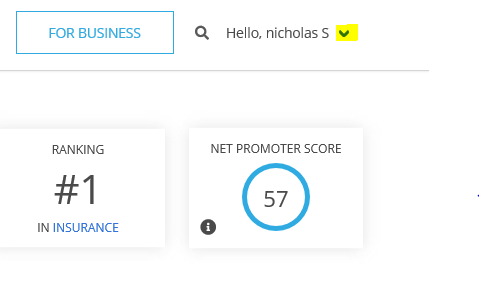 FOR BUSINESS
Hello, nicholas S
RANKING
#1
IN INSURANCE
NET PROMOTER SCORE
57